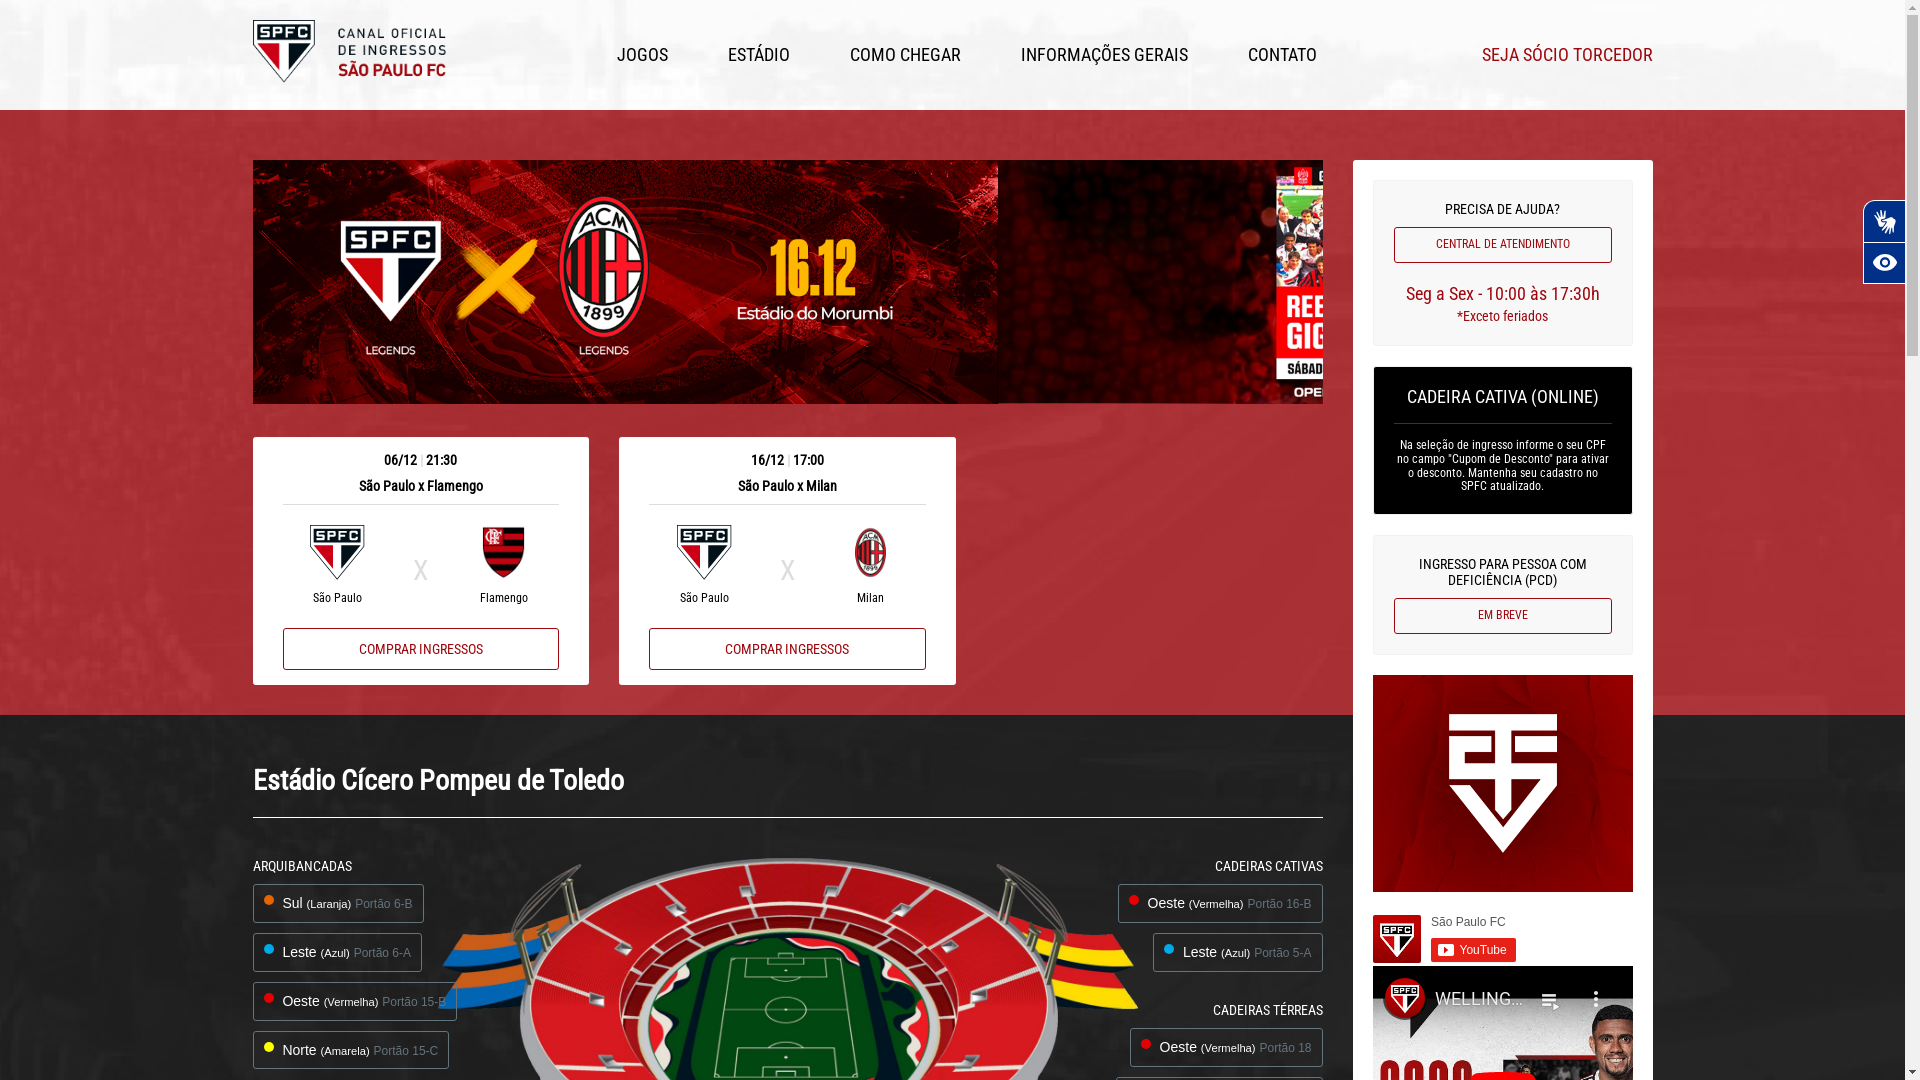 SPFC
CANAL OFICIAL
DE INGRESSOS
SÃO PAULO FC
JOGOS
ESTÁDIO
COMO CHEGAR
INFORMAÇÕES GERAIS
CONTATO
SEJA SÓCIO TORCEDOR
SPFC
LEGENDS
ACM
1899
LEGENDS
16.12
Estádio do Morumbi
SÁBAD
OPE
06/12 | 21:30
São Paulo x Flamengo
SPFC
São Paulo
X
Flamengo
COMPRAR INGRESSOS
16/12 | 17:00
São Paulo x Milan
SPFC
São Paulo
X
ACM
1899
Milan
COMPRAR INGRESSOS
PRECISA DE AJUDA?
CENTRAL DE ATENDIMENTO
Seg a Sex - 10:00 às 17:30h
*Exceto feriados
CADEIRA CATIVA (ONLINE)
Na seleção de ingresso informe o seu CPF
no campo "Cupom de Desconto" para ativar
o desconto. Mantenha seu cadastro no
SPFC atualizado.
INGRESSO PARA PESSOA COM
DEFICIÊNCIA (PCD)
EM BREVE
Estádio Cícero Pompeu de Toledo
ARQUIBANCADAS
Sul (Laranja) Portão 6-B
Leste (Azul) Portão 6-A
Oeste (Vermelha) Portão 15-B
Norte (Amarela) Portão 15-C
CADEIRAS CATIVAS
Oeste (Vermelha) Portão 16-B
Leste (Azul) Portão 5-A
CADEIRAS TÉRREAS
Oeste (Vermelha) Portão 18
SPFC
São Paulo FC
YouTube
SPFC
WELLING...